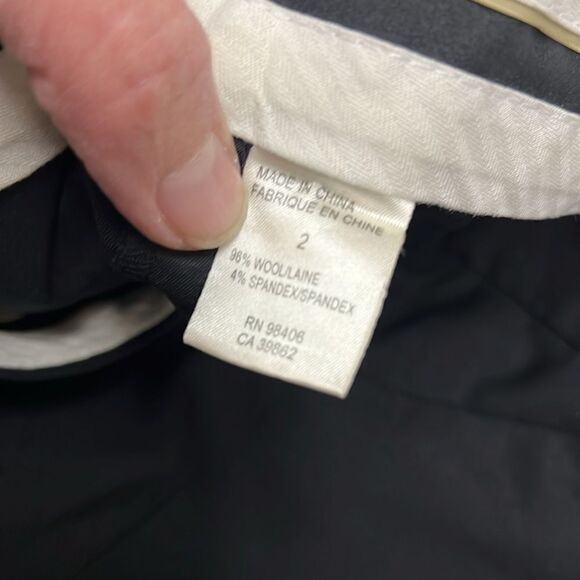 MADE IN CHINA
FABRIQUE EN CHINE
2
96% WOOL/LAINE
4% SPANDEX/SPANDEX
RN 98406
CA 39862